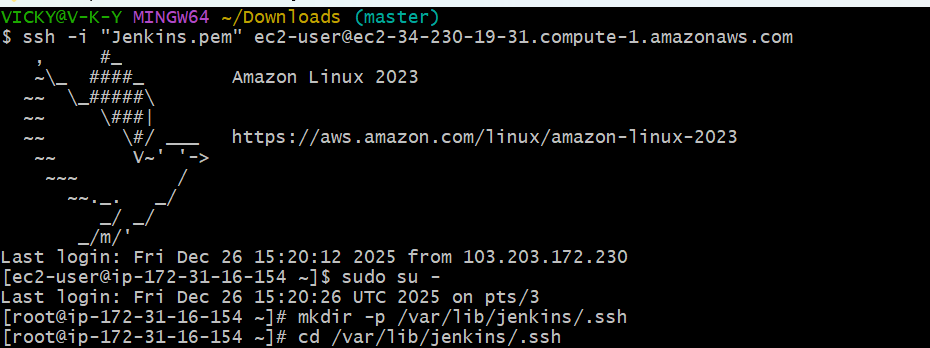 VICKY@V-K-Y MINGW64 ~/Downloads (master)
$ ssh -i "Jenkins.pem" ec2-user@ec2-34-230-19-31.compute-1.amazonaws.com
   ,     #_
   ~\_  ####_        Amazon Linux 2023
  ~~  \_#####\
  ~~     \###|
  ~~       \#/ ___   https://aws.amazon.com/linux/amazon-linux-2023
   ~~       V~' '->
    ~~~         /
      ~~._.   _/
         _/ _/
       _/m/'
Last login: Fri Dec 26 15:20:12 2025 from 103.203.172.230
[ec2-user@ip-172-31-16-154 ~]$ sudo su -
Last login: Fri Dec 26 15:20:26 UTC 2025 on pts/3
[root@ip-172-31-16-154 ~]# mkdir -p /var/lib/jenkins/.ssh
[root@ip-172-31-16-154 ~]# cd /var/lib/jenkins/.ssh